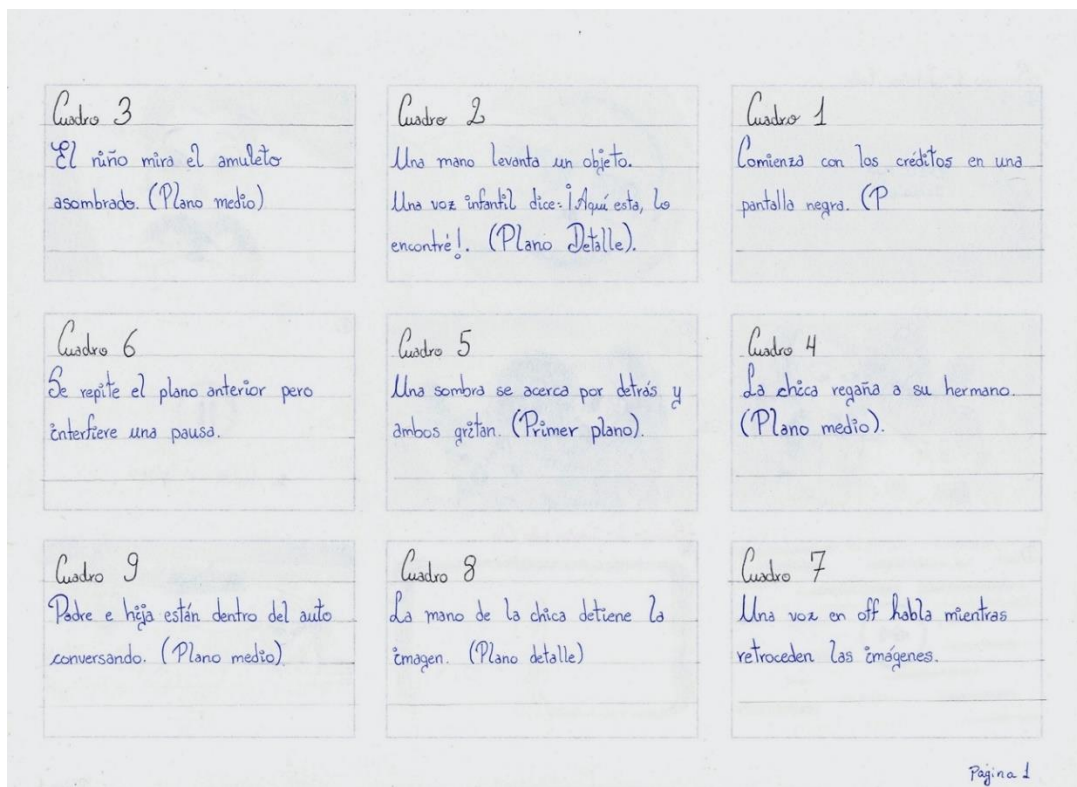 Cuadro 3
El niño mira el amuleto
asombrado. (Plano medio)
Cuadro 2
Una mano levanta un objeto.
Una voz infantil dice: ¡Aquí esta, lo
encontré!. (Plano Detalle).
Cuadro 1
Comienza con los créditos en una
pantalla negra. (P
Cuadro 6
Se repite el plano anterior pero
interfiere una pausa.
Cuadro 5
Una sombra se acerca por detrás y
ambos gritan. (Primer plano).
Cuadro 4
La chica regaña a su hermano.
(Plano medio).
Cuadro 9
Padre e hija están dentro del auto
conversando. (Plano medio)
Cuadro 8
La mano de la chica detiene la
imagen. (Plano detalle)
Cuadro 7
Una voz en off habla mientras
retroceden las imágenes.
Pagina 1